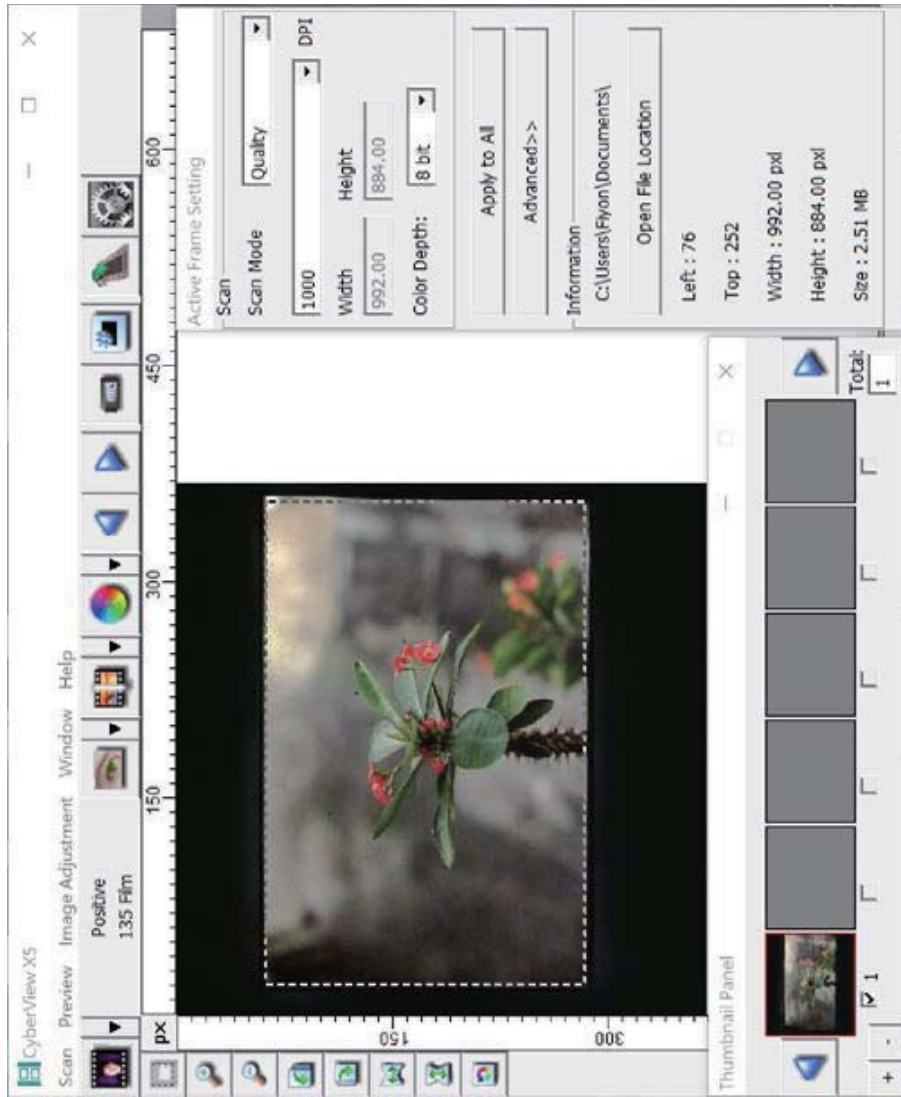 CyberView X5
Scan Preview Image Adjustment Window Help
Positive
135 Film
px
150
300
450
600
150
300
Active Frame Setting
Scan
Scan Mode
Quality
1000
DPI
Width
Height
992.00
884.00
Color Depth:
8 bit
Apply to All
Advanced>>
Information
C:\Users\Fiyon\Documents\
Open File Location
Left : 76
Top : 252
Width : 992.00 pxl
Height : 884.00 pxl
Size : 2.51 MB
Thumbnail Panel
1
Total:
1
+ -